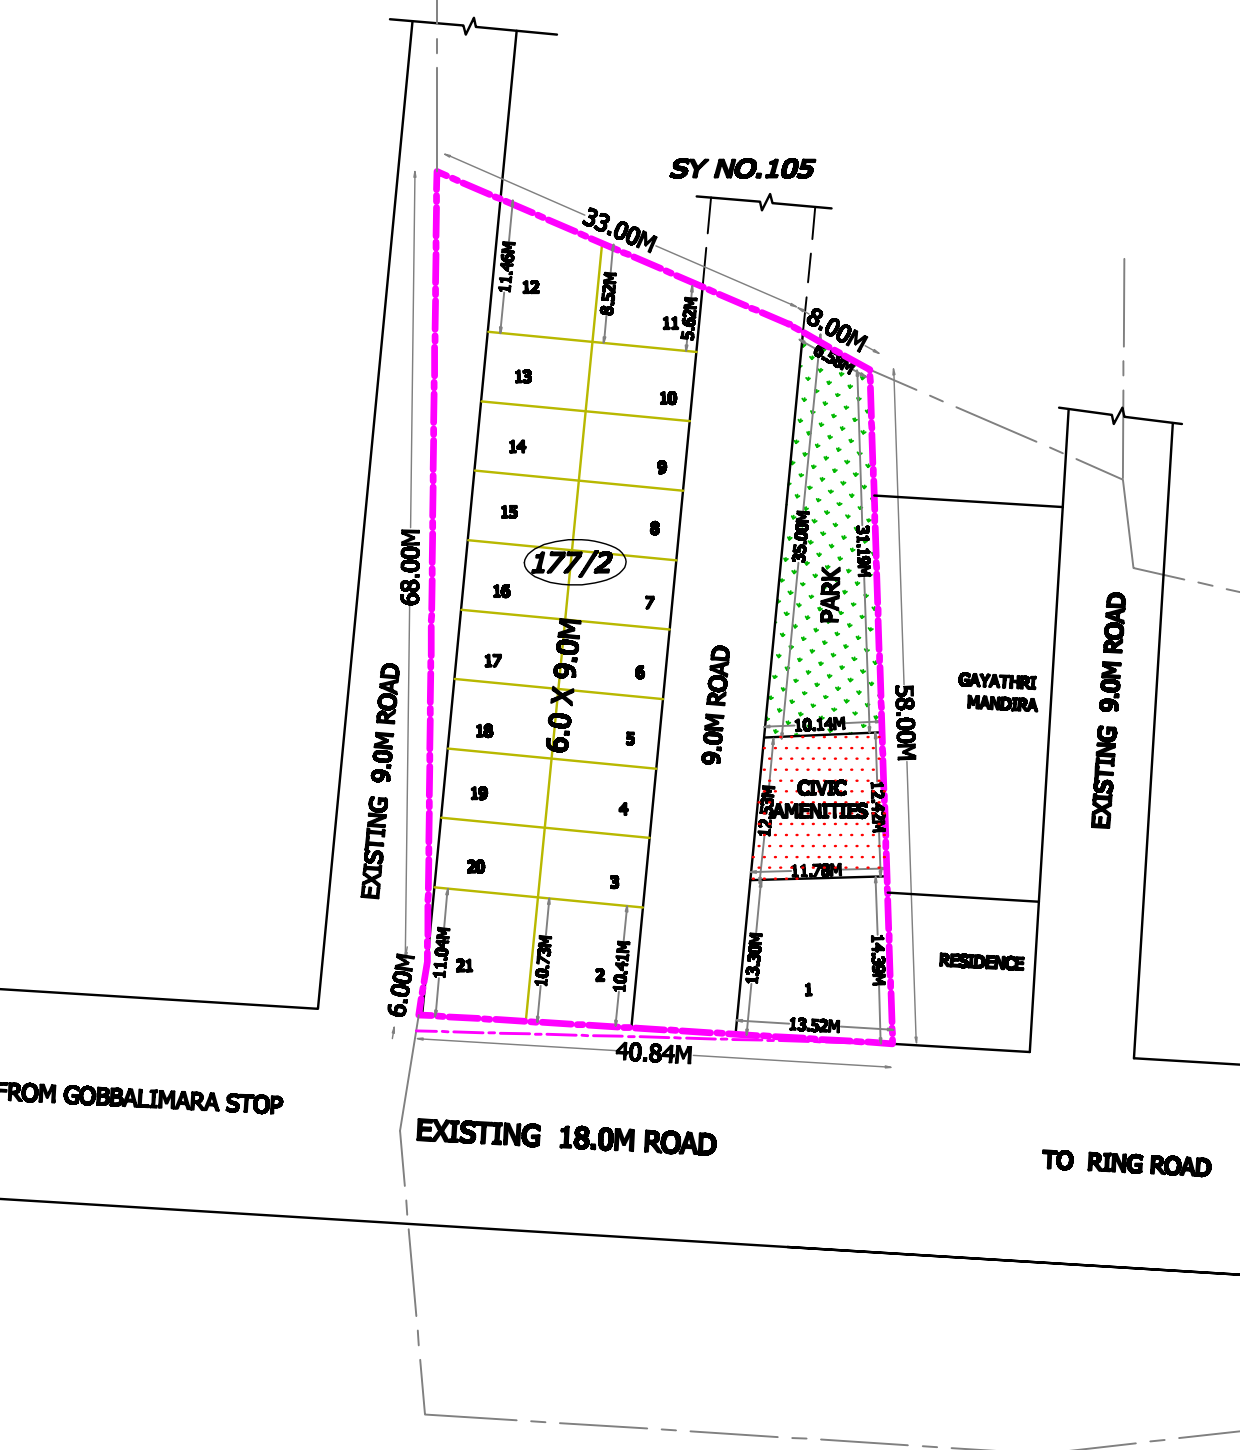 SY NO.105
33.00M
8.00M
6.58M
11.46M
12
8.52M
11
5.62M
13
10
14
9
15
8
177/2
16
7
17
6
6.0 X 9.0M
18
5
19
4
20
3
21
2
11.04M
10.73M
10.41M
68.00M
6.00M
EXISTING 9.0M ROAD
9.0M ROAD
35.00M
31.19M
PARK
10.14M
CIVIC
AMENITIES
12.53M
12.42M
11.78M
13.30M
14.39M
1
13.52M
58.00M
40.84M
GAYATHRI
MANDIRA
RESIDENCE
EXISTING 9.0M ROAD
FROM GOBBALIMARA STOP
EXISTING 18.0M ROAD
TO RING ROAD